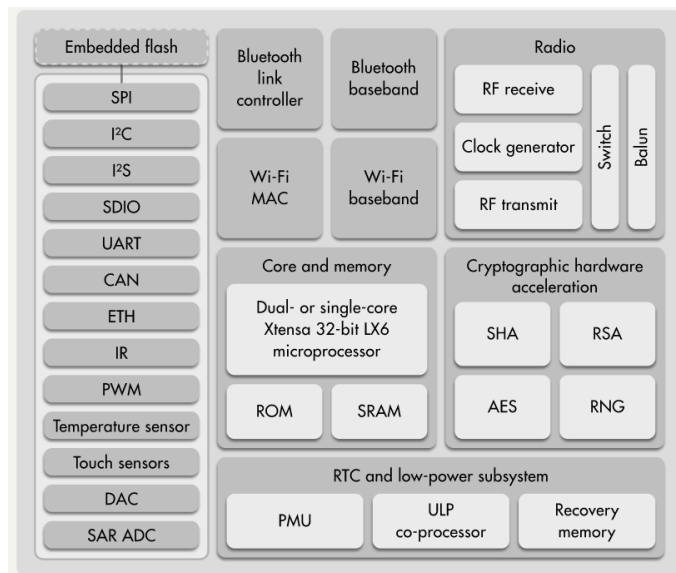 Embedded flash
SPI
I²C
I²S
SDIO
UART
CAN
ETH
IR
PWM
Temperature sensor
Touch sensors
DAC
SAR ADC
Bluetooth
link
controller
Bluetooth
baseband
Wi-Fi
MAC
Wi-Fi
baseband
Radio
RF receive
Clock generator
RF transmit
Switch
Balun
Core and memory
Dual- or single-core
Xtensa 32-bit LX6
microprocessor
ROM
SRAM
Cryptographic hardware
acceleration
SHA
RSA
AES
RNG
RTC and low-power subsystem
PMU
ULP
co-processor
Recovery
memory